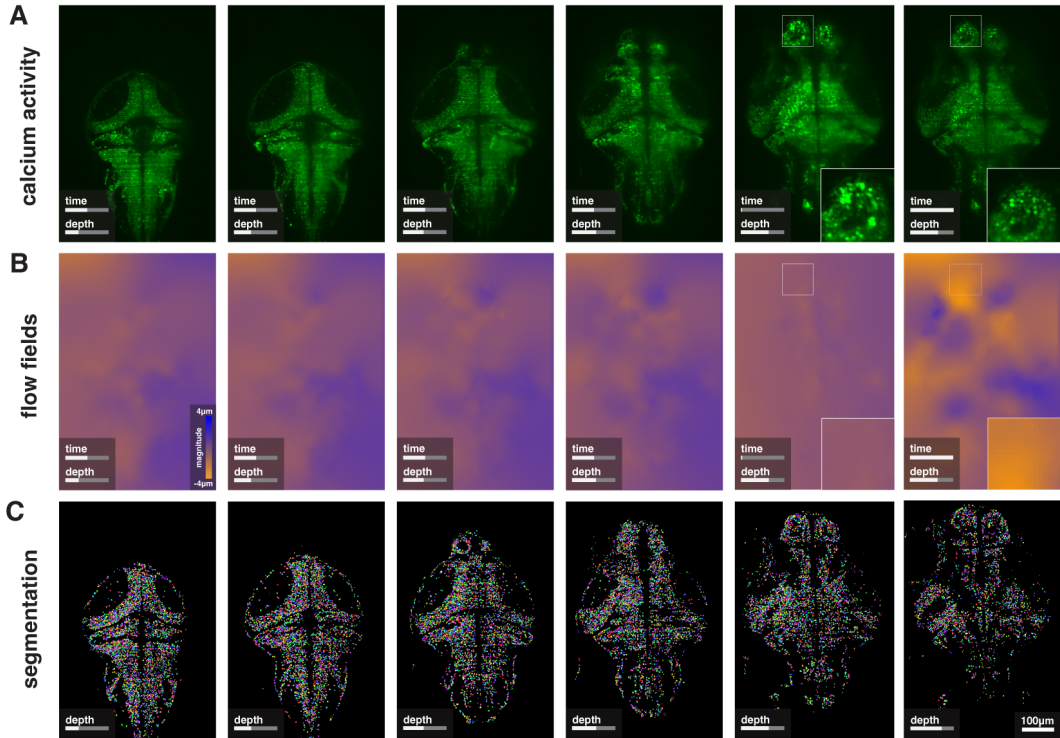 A
calcium activity
time
depth
time
depth
time
depth
time
depth
time
depth
time
depth
B
flow fields
4µm
magnitude
-4µm
time
depth
time
depth
time
depth
time
depth
time
depth
time
depth
C
segmentation
depth
depth
depth
depth
depth
depth
100µm